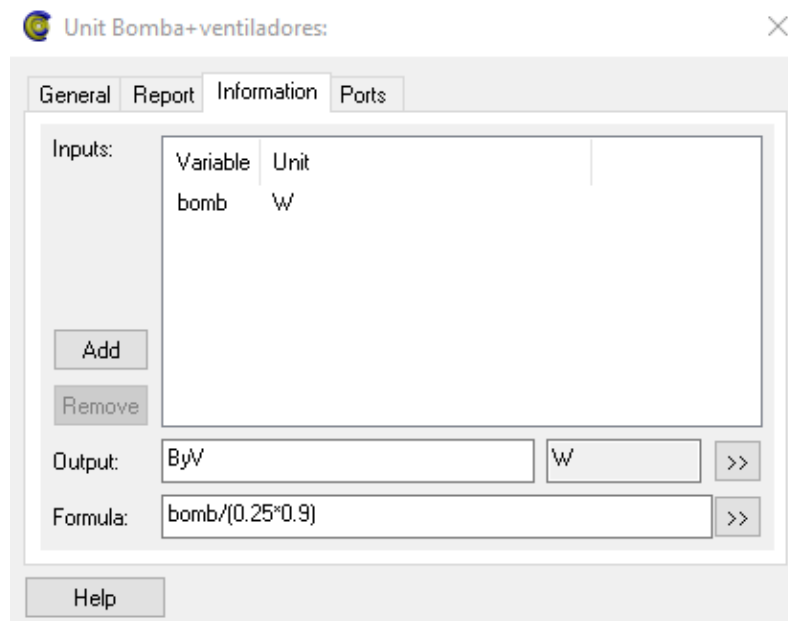 Unit Bomba+ventiladores:
General Report Information Ports
Inputs:
Variable Unit
bomb W
Add
Remove
Output: ByV W >>
Formula: bomb/(0.25*0.9) >>
Help